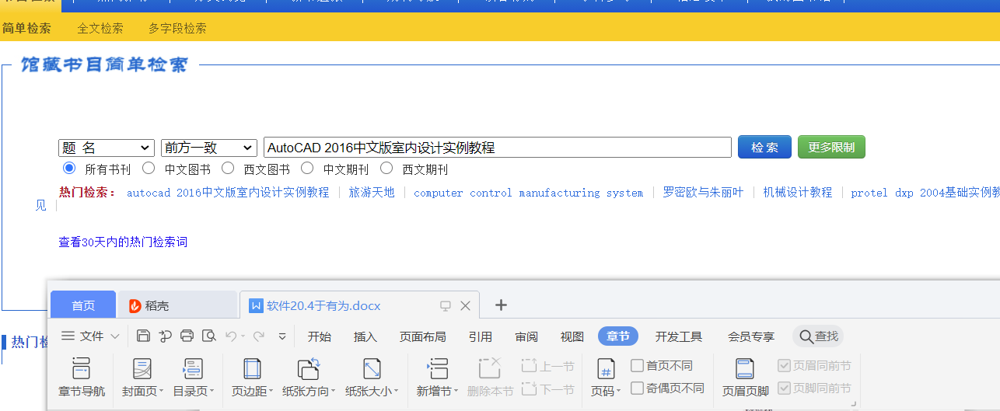 简单检索 全文检索 多字段检索
馆藏书目简单检索
题 名 前方一致 AutoCAD 2016中文版室内设计实例教程 检 索 更多限制
所有书刊 中文图书 西文图书 中文期刊 西文期刊
热门检索： autocad 2016中文版室内设计实例教程 旅游天地 computer control manufacturing system 罗密欧与朱丽叶 机械设计教程 protel dxp 2004基础实例教
见
查看30天内的热门检索词
首页 稻壳 软件20.4于有为.docx
热门检
文件 开始 插入 页面布局 引用 审阅 视图 章节 开发工具 会员专享 查找
上一节 首页不同 页眉同前节
章节导航 封面页 目录页 页边距 纸张方向 纸张大小 新增节 删除本节 下一节 页码 奇偶页不同 页眉页脚 页脚同前节